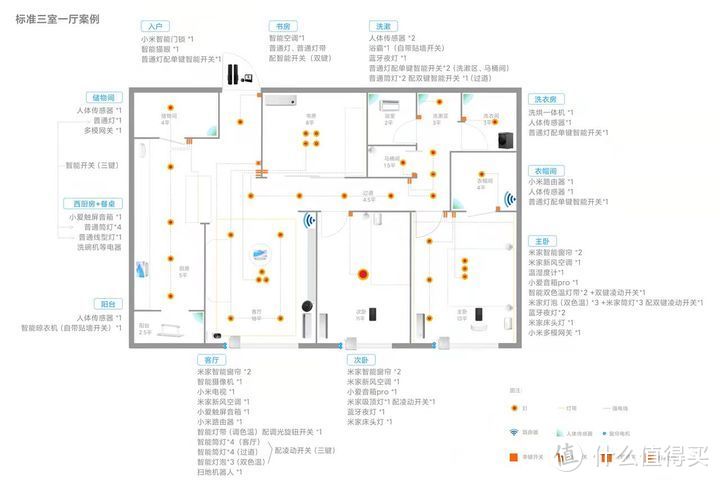 标准三室一厅案例
入户
小米智能门锁 *1
智能猫眼 *1
普通灯配单键智能开关*1
书房
智能空调*1
普通灯、普通灯带
配智能开关（双键）
洗漱
人体传感器 *2
浴霸*1（自带贴墙开关）
蓝牙夜灯*1
普通灯配单键智能开关*2（洗漱区、马桶间）
普通筒灯*2 配双键智能开关 *1（过道）
储物间
人体传感器 *1
普通灯*1
多模网关 *1
智能开关（三键）
西厨房+餐桌
小爱触屏音箱*1
普通筒灯*4
普通线型灯*1
洗碗机等电器
阳台
人体传感器 *1
智能晾衣机（自带贴墙开关）*1
洗衣房
洗烘一体机 *1
人体传感器 *1
普通灯配单键智能开关*1
衣帽间
小米路由器 *1
人体传感器 *1
普通灯配单键智能开关*1
主卧
米家智能窗帘 *2
米家新风空调 *1
温湿度计*1
小爱音箱pro *1
智能双色温灯带*2 +双键凌动开关*1
米家灯泡（双色温）*3 +米家筒灯*3 配双键凌动开关*1
蓝牙夜灯*2
米家床头灯 *1
小米多模网关 *1
储物间
4平
书房
8平
浴室
2平
洗漱室
3平
洗衣间
马桶间
1.5平
衣帽间
4平
过道
4.5平
厨房
5平
阳台
2.5平
客厅
次卧
主卧
客厅
米家智能窗帘 *2
智能摄像机 *1
小米电视 *1
米家新风空调 *1
小爱触屏音箱 *1
小米路由器 *1
智能灯带（调色温）配调光旋钮开关*1
智能筒灯*4（客厅）
智能筒灯*4（过道）
配凌动开关（三键）
智能灯泡*3（双色温）
扫地机器人 *1
次卧
米家智能窗帘 *2
米家新风空调 *1
小爱音箱pro *1
米家吸顶灯*1 配凌动开关*1
蓝牙夜灯*1
米家床头灯 *1
图注：
灯
灯带
强电线
路由器
人体传感器
窗帘电机
单键开关
值 什么值得买